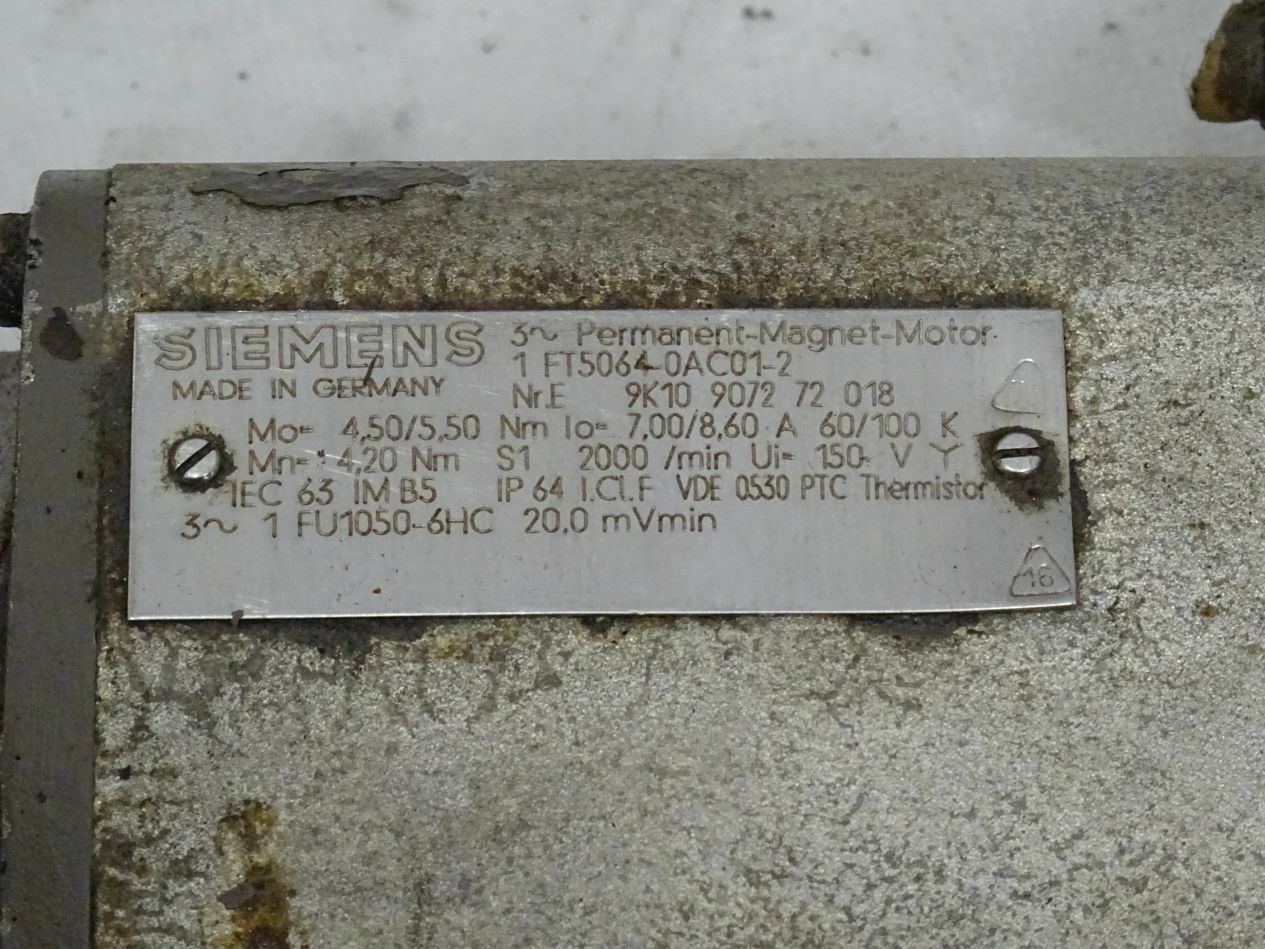 SIEMENS 3~ Permanent-Magnet-Motor
1 FT5064-0AC01-2
MADE IN GERMANY Nr.E 9K10 9072 72 018
Mo= 4,50/5,50 Nm Io= 7,00/8,60 A 60/100 K
Mn= 4,20 Nm S1 2000 /min Ui= 150 V Y
IEC 63 IM B5 IP 64 I.Cl.F VDE 0530 PTC Thermistor
3~ 1 FU1050-6HC 20.0 mVmin
16